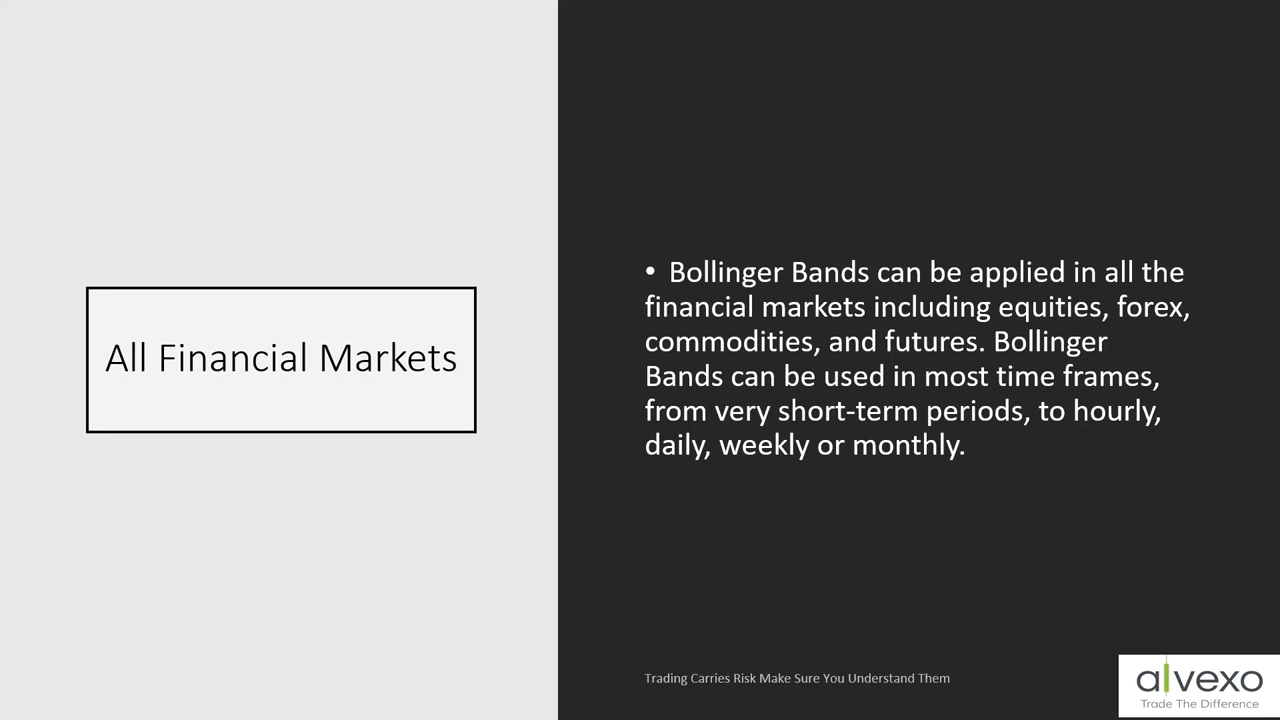 All Financial Markets
• Bollinger Bands can be applied in all the
financial markets including equities, forex,
commodities, and futures. Bollinger
Bands can be used in most time frames,
from very short-term periods, to hourly,
daily, weekly or monthly.
Trading Carries Risk Make Sure You Understand Them
alvexo
Trade The Difference